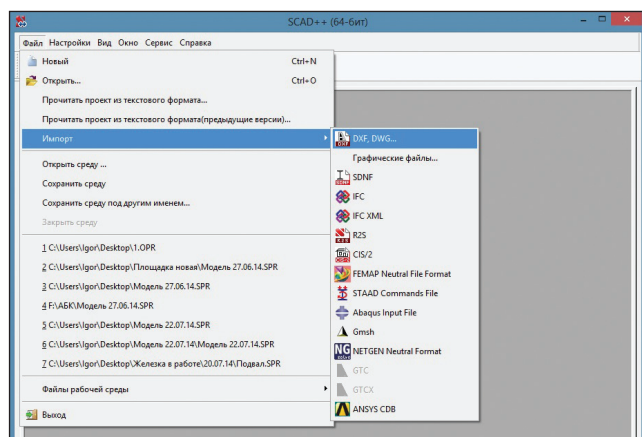 SCAD++ (64-бит)
Файл Настройки Вид Окно Сервис Справка
Новый Ctrl+N
Открыть... Ctrl+O
Прочитать проект из текстового формата...
Прочитать проект из текстового формата(предыдущие версии)...
Импорт
Открыть среду ...
Сохранить среду
Сохранить среду под другим именем...
Закрыть среду
1 C:\Users\Igor\Desktop\1.OPR
2 C:\Users\Igor\Desktop\Площадка новая\Модель 27.06.14.SPR
3 C:\Users\Igor\Desktop\Модель 27.06.14.SPR
4 F:\АБК\Модель 27.06.14.SPR
5 C:\Users\Igor\Desktop\Модель 22.07.14.SPR
6 C:\Users\Igor\Desktop\Модель 22.07.14\Модель 22.07.14.SPR
7 C:\Users\Igor\Desktop\Железка в работе\20.07.14\Подвал.SPR
Файлы рабочей среды
Выход
DXF, DWG...
Графические файлы...
SDNF
IFC
IFC XML
R2S
CIS/2
FEMAP Neutral File Format
STAAD Commands File
Abaqus Input File
Gmsh
NETGEN Neutral Format
GTC
GTCX
ANSYS CDB